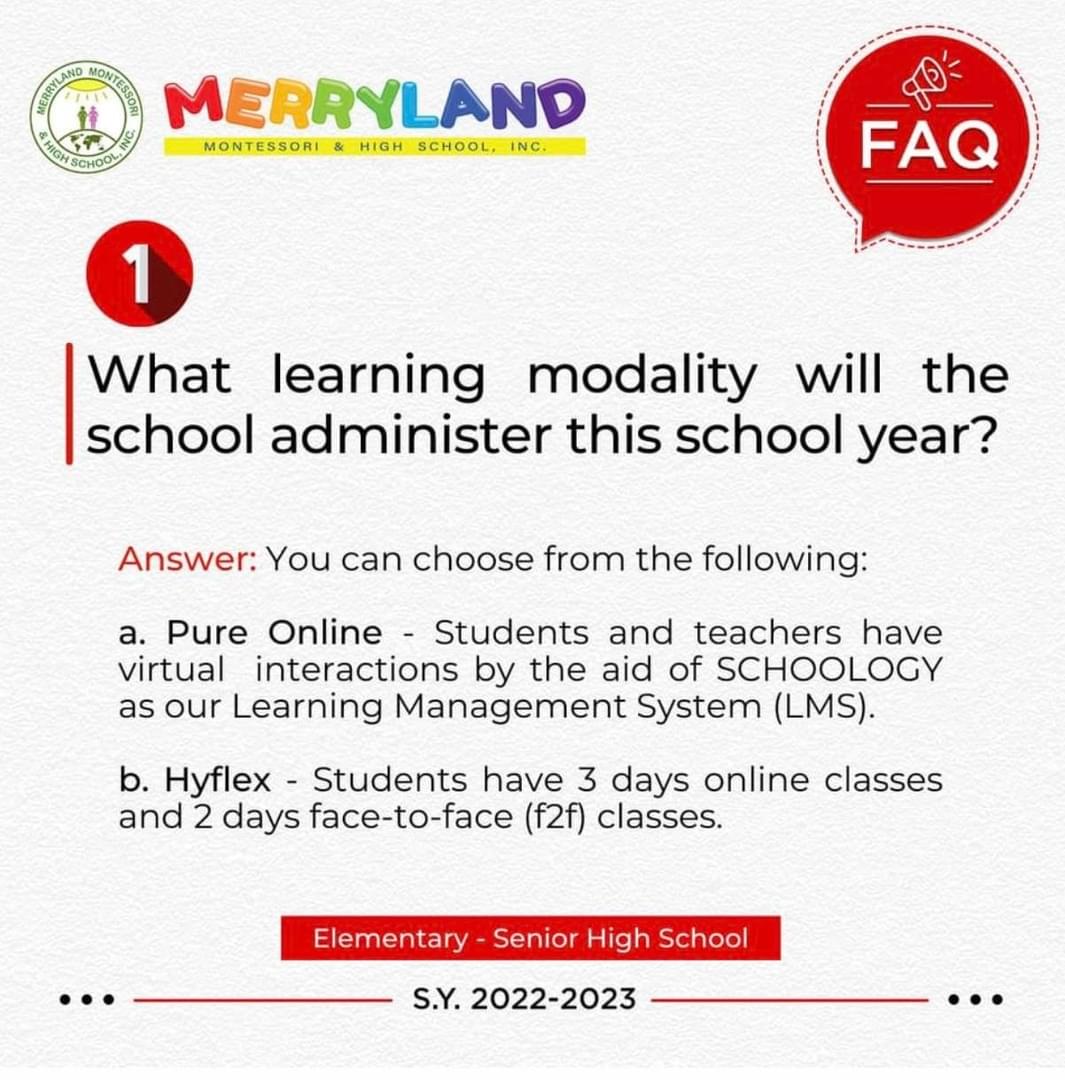 MERRYLAND MONTESSORI
& HIGH SCHOOL, INC.
MERRYLAND
MONTESSORI & HIGH SCHOOL, INC.
FAQ
1
What learning modality will the
school administer this school year?
Answer: You can choose from the following:
a. Pure Online - Students and teachers have
virtual interactions by the aid of SCHOOLOGY
as our Learning Management System (LMS).
b. Hyflex - Students have 3 days online classes
and 2 days face-to-face (f2f) classes.
Elementary - Senior High School
S.Y. 2022-2023